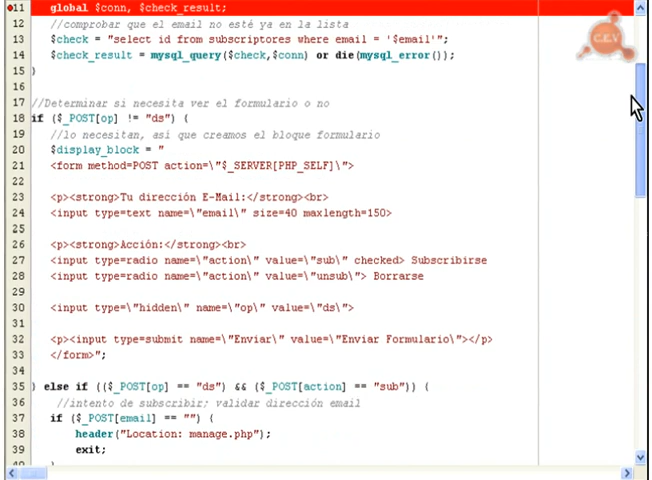 11 global $conn, $check_result;
12 //comprobar que el email no esté ya en la lista
13 $check = "select id from subscriptores where email = '$email'";
14 $check_result = mysql_query($check,$conn) or die(mysql_error());
15 }
16
17 //Determinar si necesita ver el formulario o no
18 if ($_POST[op] != "ds") {
19 //lo necesitan, así que creamos el bloque formulario
20 $display_block = "
21 <form method=POST action=\"$_SERVER[PHP_SELF]\">
22
23 <p><strong>Tu dirección E-Mail:</strong><br>
24 <input type=text name=\"email\" size=40 maxlength=150>
25
26 <p><strong>Acción:</strong><br>
27 <input type=radio name=\"action\" value=\"sub\" checked> Subscribirse
28 <input type=radio name=\"action\" value=\"unsub\"> Borrarse
29
30 <input type=\"hidden\" name=\"op\" value=\"ds\">
31
32 <p><input type=submit name=\"Enviar\" value=\"Enviar Formulario\"></p>
33 </form>";
34
35 } else if (($_POST[op] == "ds") && ($_POST[action] == "sub")) {
36 //intento de subscribir; validar dirección email
37 if ($_POST[email] == "") {
38 header("Location: manage.php");
39 exit;
40 }
C.E.V